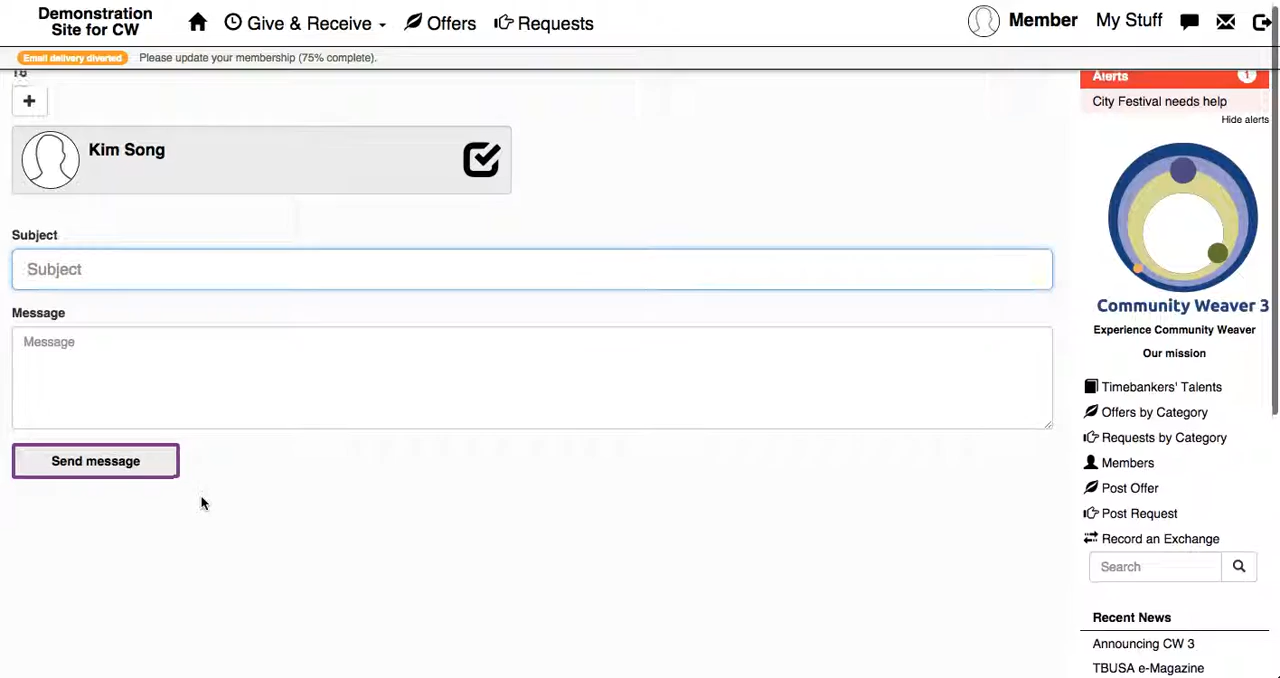 Demonstration
Site for CW
Give & Receive
Offers
Requests
Member
My Stuff
Email delivery diverted
Please update your membership (75% complete).
+
Kim Song
Subject
Subject
Message
Message
Send message
Alerts
1
City Festival needs help
Hide alerts
Community Weaver 3
Experience Community Weaver
Our mission
Timebankers' Talents
Offers by Category
Requests by Category
Members
Post Offer
Post Request
Record an Exchange
Search
Recent News
Announcing CW 3
TBUSA e-Magazine